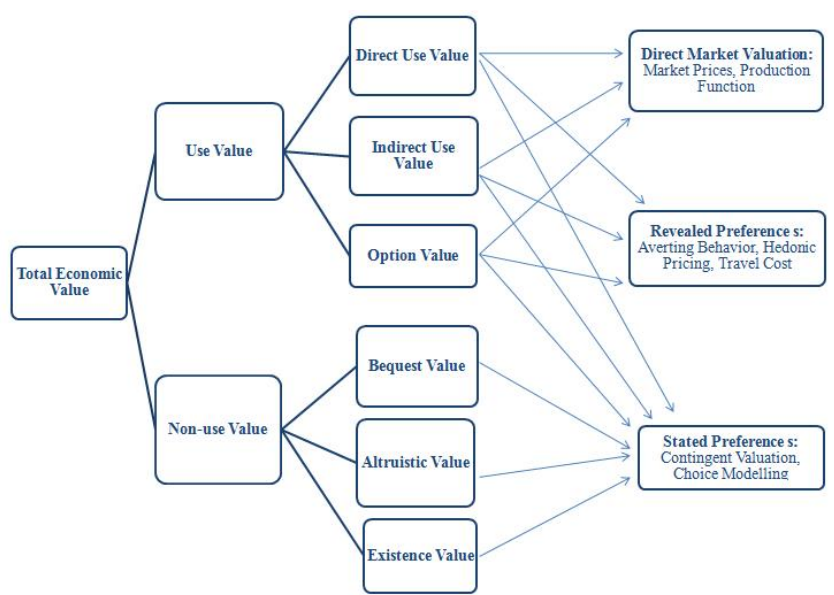 Total Economic
Value
Use Value
Non-use Value
Direct Use Value
Indirect Use
Value
Option Value
Bequest Value
Altruistic Value
Existence Value
Direct Market Valuation:
Market Prices, Production
Function
Revealed Preference s:
Averting Behavior, Hedonic
Pricing, Travel Cost
Stated Preference s:
Contingent Valuation,
Choice Modelling